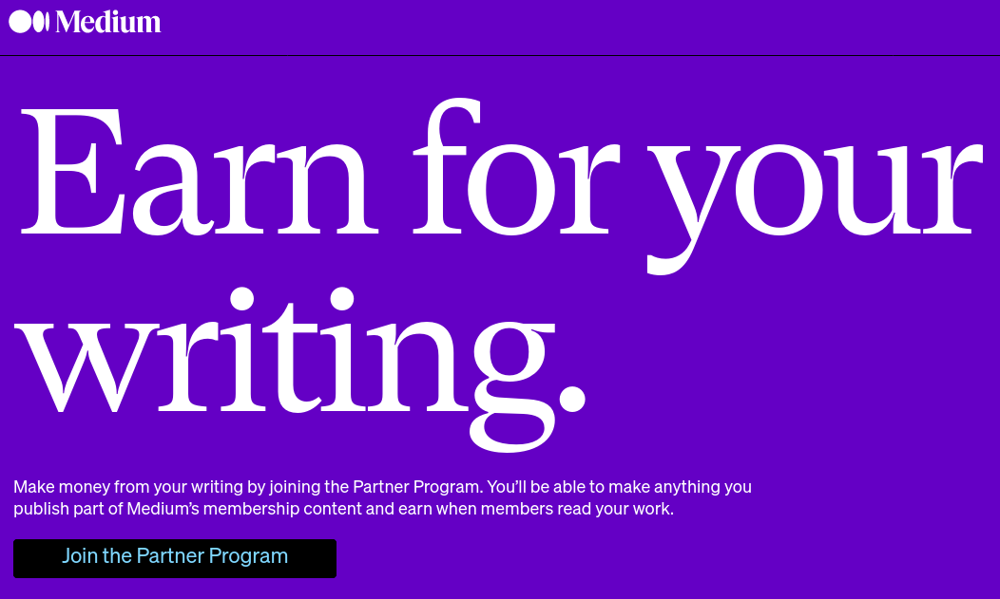 Medium
Earn for your
writing.
Make money from your writing by joining the Partner Program. You’ll be able to make anything you
publish part of Medium’s membership content and earn when members read your work.
Join the Partner Program